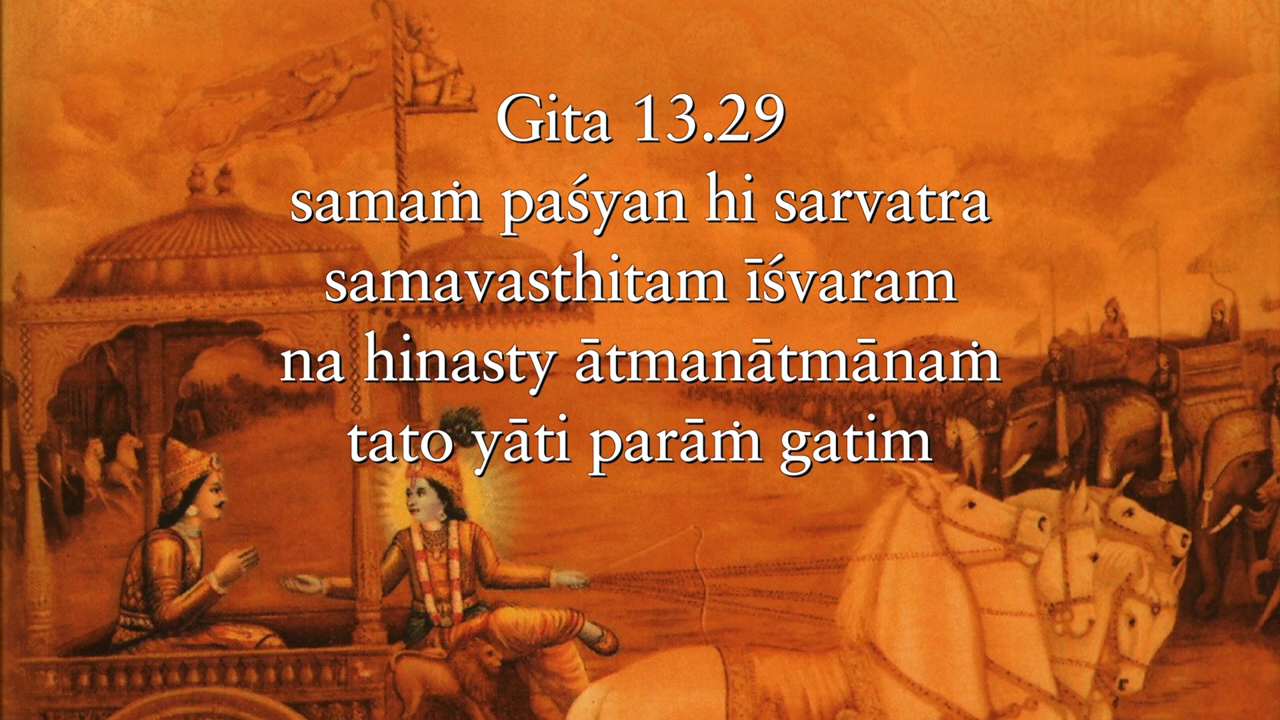 Gita 13.29
samaṁ paśyan hi sarvatra
samavasthitam īśvaram
na hinasty ātmanātmānaṁ
tato yāti parāṁ gatim